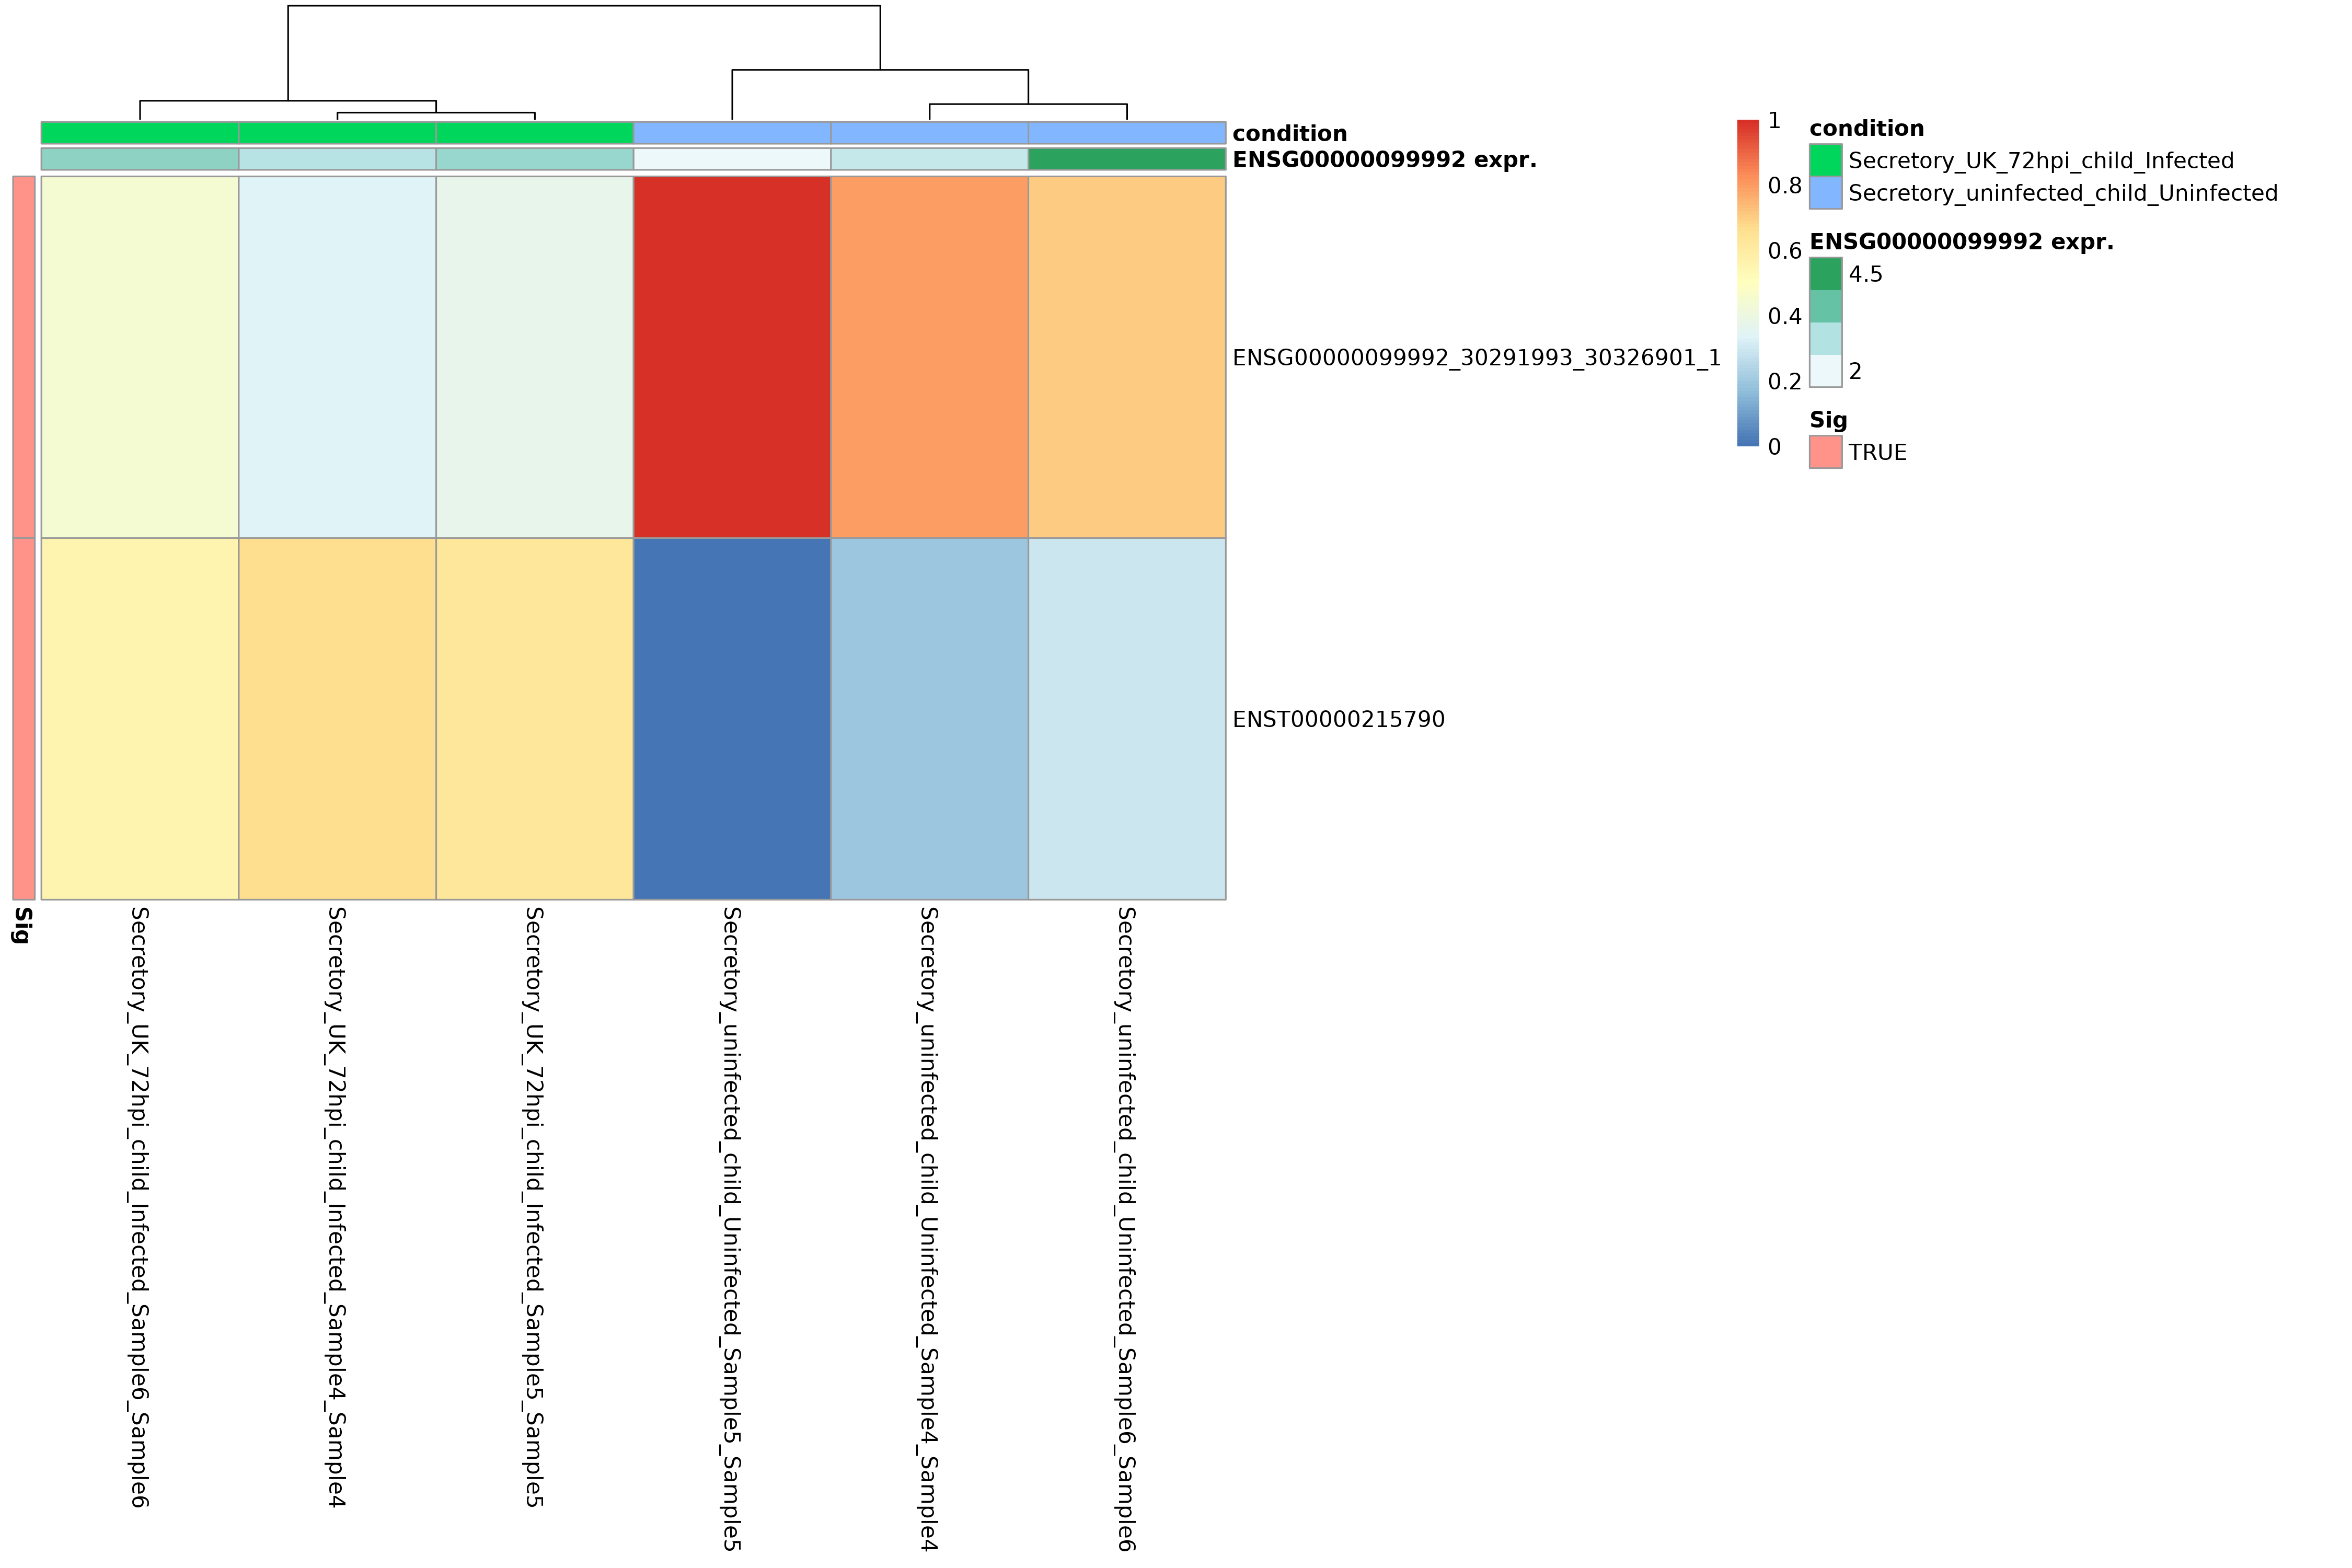 condition
ENSG00000099992 expr.
ENSG00000099992_30291993_30326901_1
ENST00000215790
1
0.8
0.6
0.4
0.2
0
condition
Secretory_UK_72hpi_child_Infected
Secretory_uninfected_child_Uninfected
ENSG00000099992 expr.
4.5
2
Sig
TRUE
Sig
Secretory_UK_72hpi_child_Infected_Sample6_Sample6
Secretory_UK_72hpi_child_Infected_Sample4_Sample4
Secretory_UK_72hpi_child_Infected_Sample5_Sample5
Secretory_uninfected_child_Uninfected_Sample5_Sample5
Secretory_uninfected_child_Uninfected_Sample4_Sample4
Secretory_uninfected_child_Uninfected_Sample6_Sample6